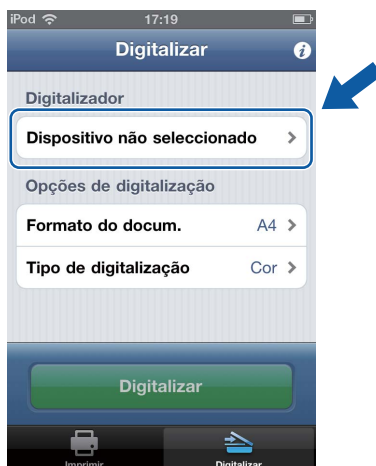 iPod 17:19
Digitalizar
Digitalizador
Dispositivo não seleccionado
Opções de digitalização
Formato do docum. A4
Tipo de digitalização Cor
Digitalizar
Imprimir Digitalizar